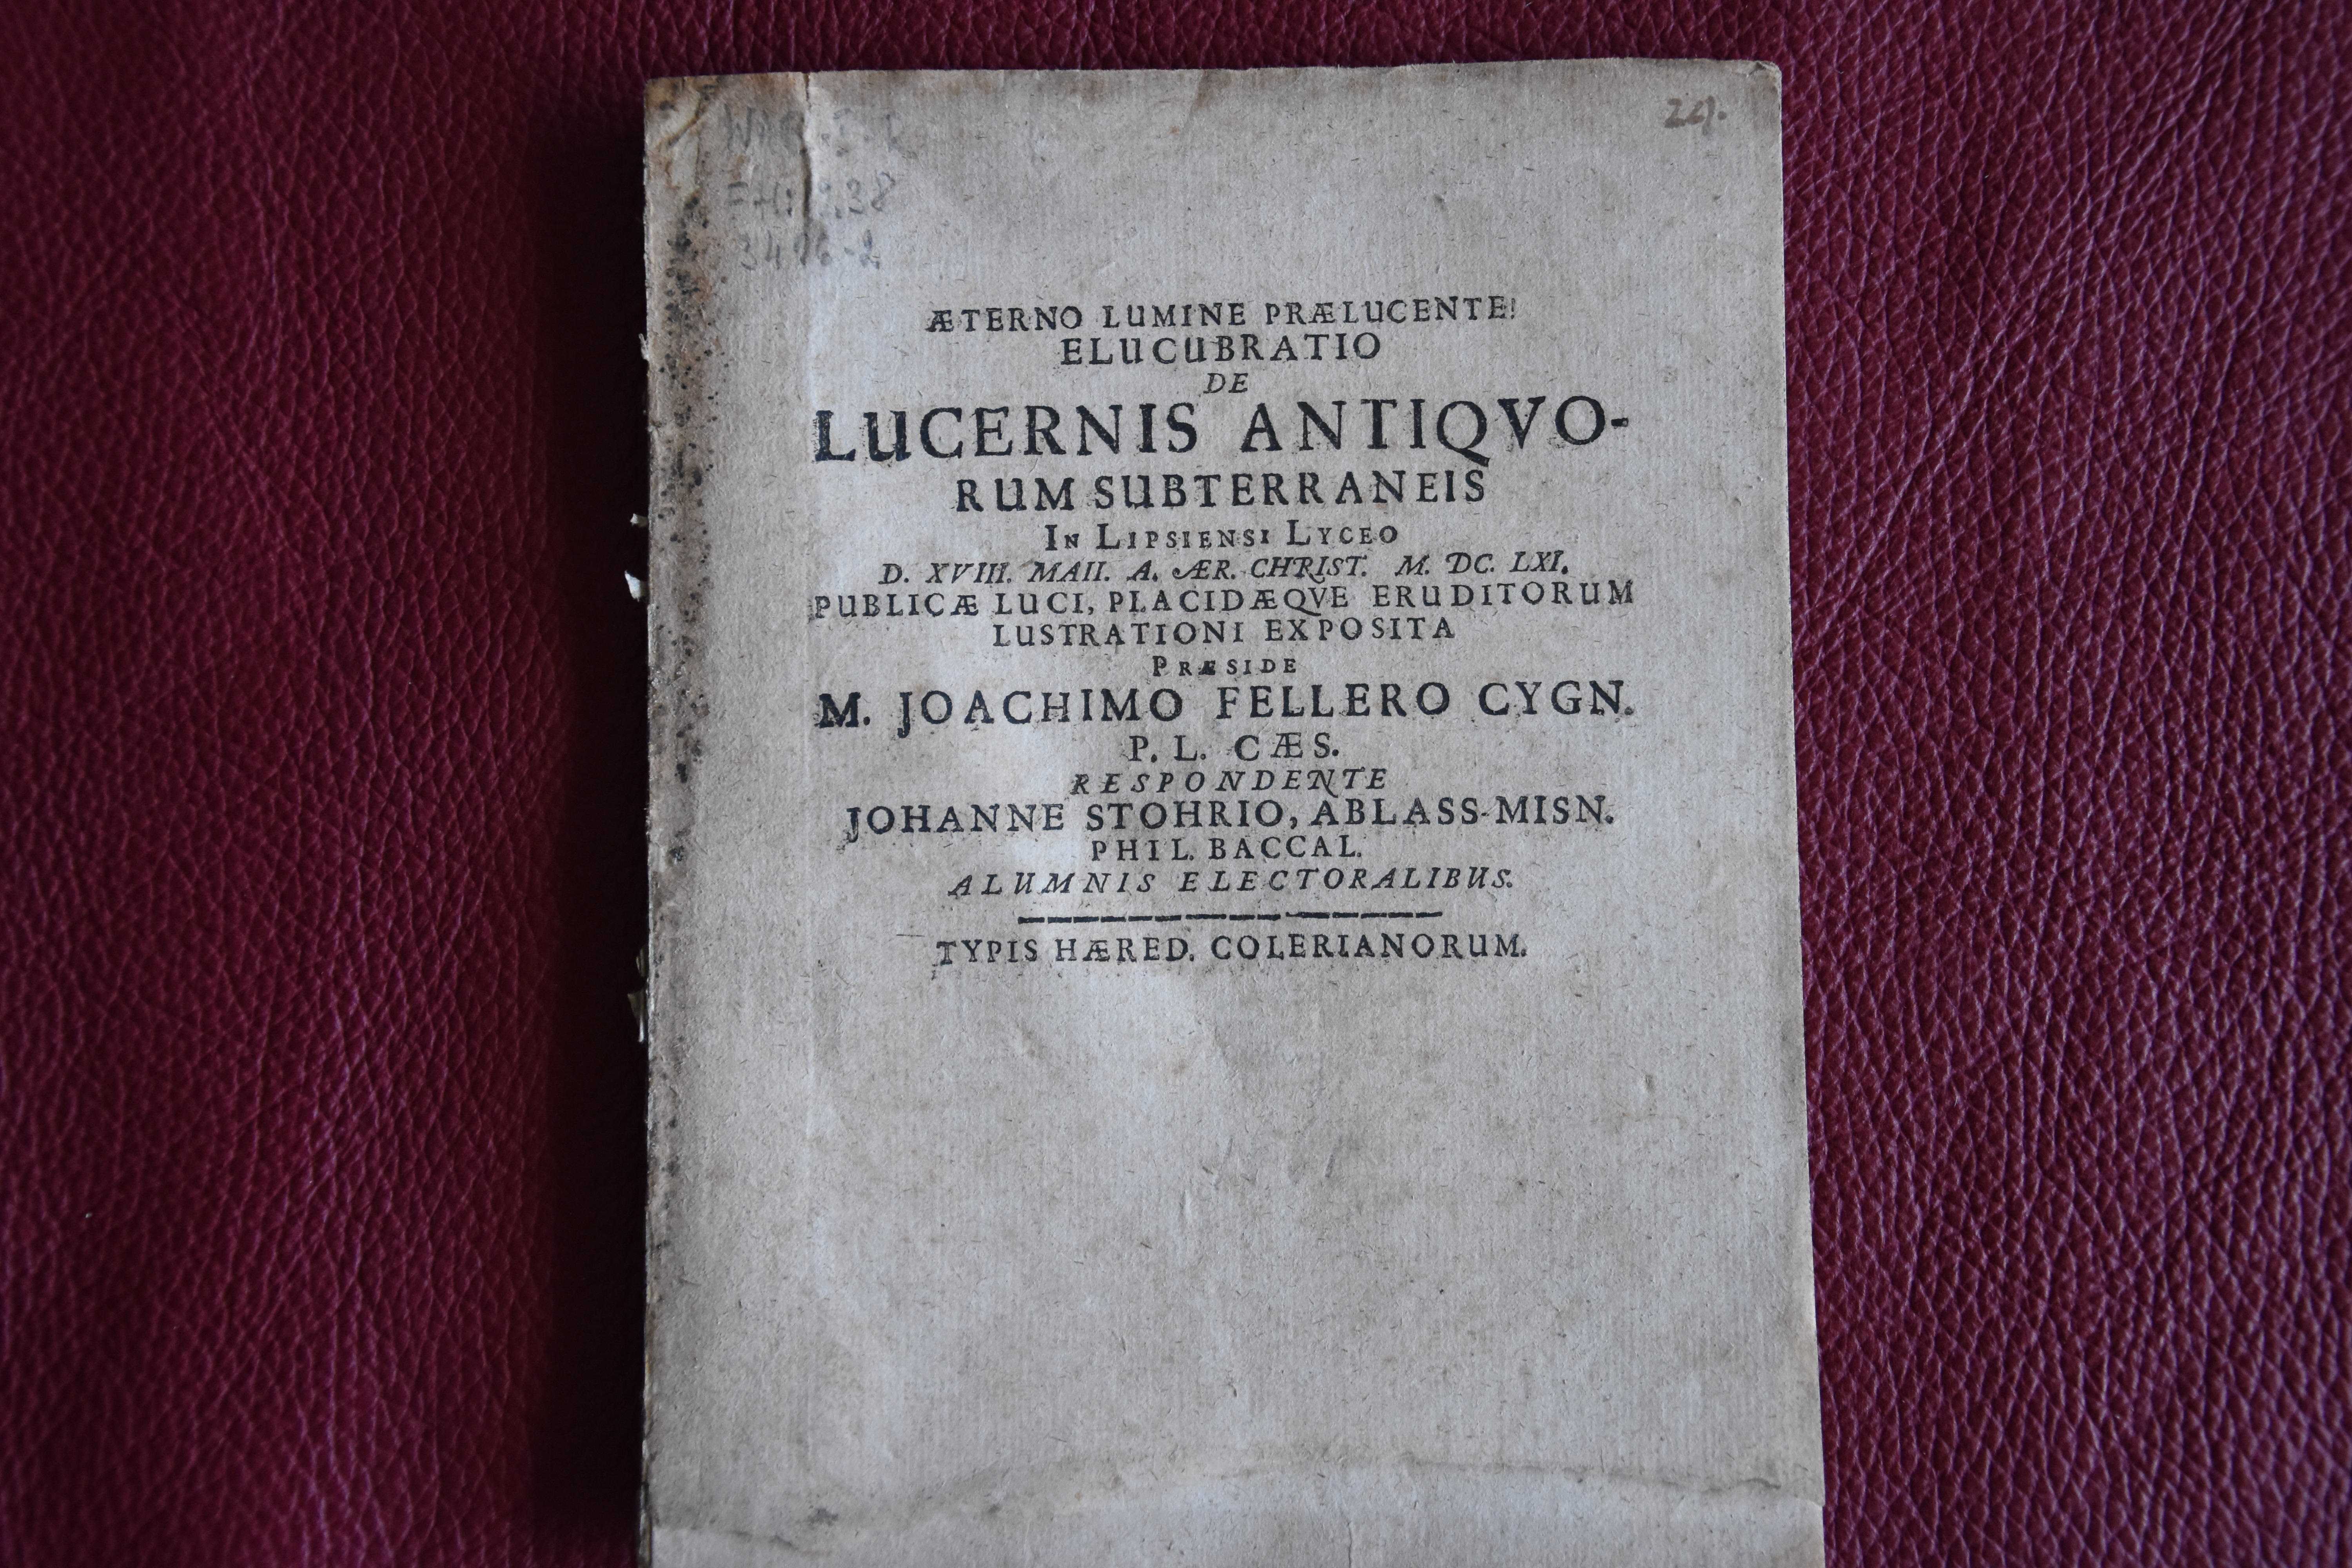 29.
ÆTERNO LUMINE PRÆLUCENTE!
ELUCUBRATIO
DE
LUCERNIS ANTIQVO-
RUM SUBTERRANEIS
IN LIPSIENSI LYCEO
D. XVIII. MAII. A. ÆR. CHRIST. M. DC. LXI.
PUBLICÆ LUCI, PLACIDÆQVE ERUDITORUM
LUSTRATIONI EXPOSITA
PRÆSIDE
M. JOACHIMO FELLERO CYGN.
P. L. CÆS.
RESPONDENTE
JOHANNE STOHRIO, ABLASS-MISN.
PHIL. BACCAL.
ALUMNIS ELECTORALIBUS.
TYPIS HÆRED. COLERIANORUM.